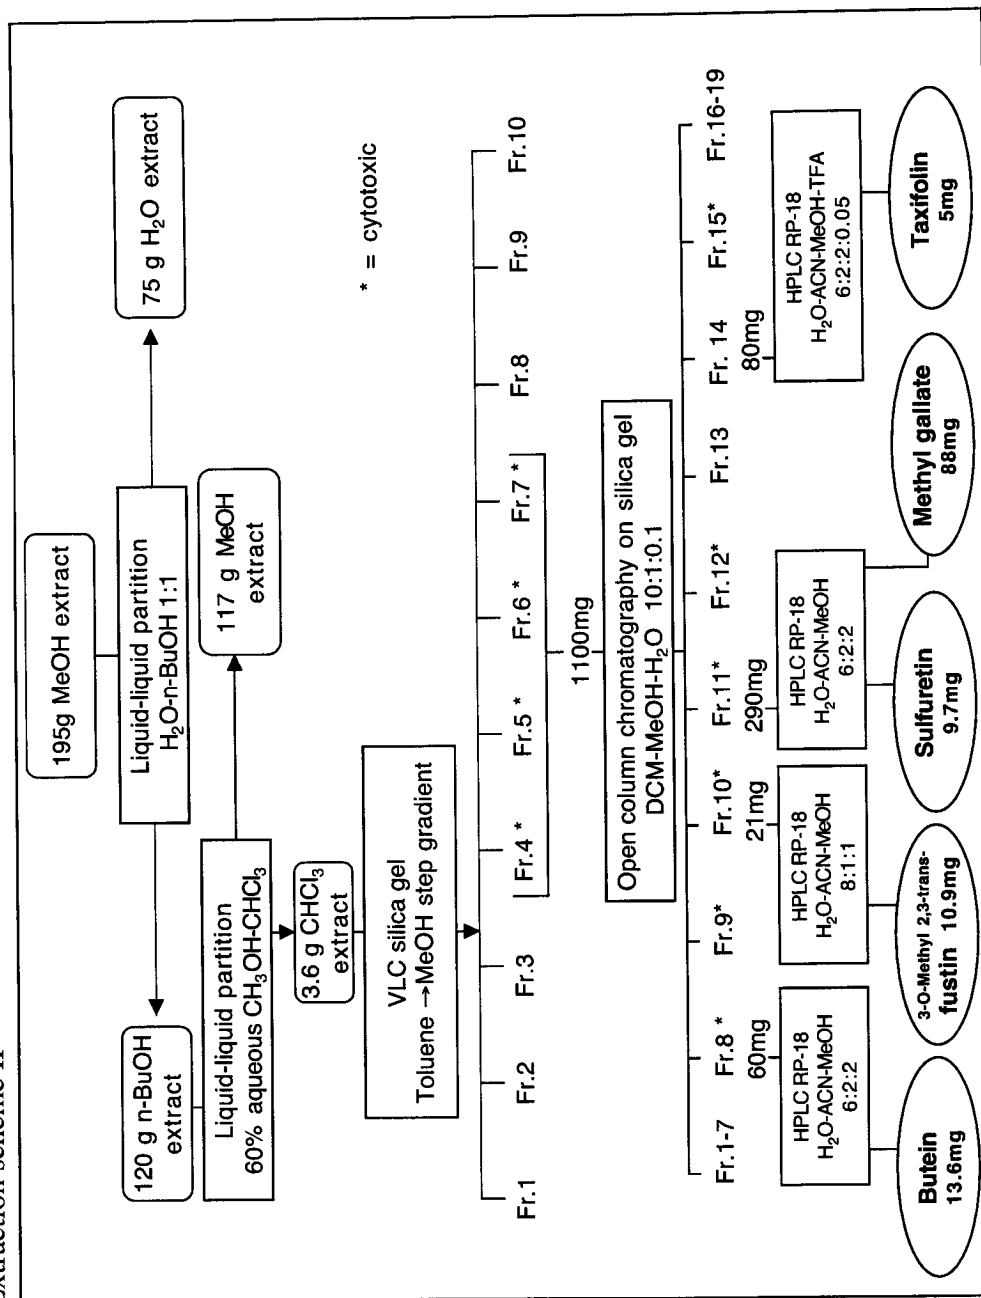 Extraction scheme II
195g MeOH extract
Liquid-liquid partition
H₂O-n-BuOH 1:1
120 g n-BuOH
extract
75 g H₂O extract
Liquid-liquid partition
60% aqueous CH₃OH-CHCl₃
117 g MeOH
extract
3.6 g CHCl₃
extract
VLC silica gel
Toluene →MeOH step gradient
* = cytotoxic
Fr.1 Fr.2 Fr.3 Fr.4 * Fr.5 * Fr.6 * Fr.7 * Fr.8 Fr.9 Fr.10
1100mg
Open column chromatography on silica gel
DCM-MeOH-H₂O 10:1:0.1
Fr.1-7 Fr.8 * Fr.9* Fr.10* Fr.11* Fr.12* Fr.13 Fr. 14 Fr.15* Fr.16-19
60mg 21mg 290mg 80mg
HPLC RP-18
H₂O-ACN-MeOH
6:2:2
HPLC RP-18
H₂O-ACN-MeOH
8:1:1
HPLC RP-18
H₂O-ACN-MeOH
6:2:2
HPLC RP-18
H₂O-ACN-MeOH-TFA
6:2:2:0.05
Butein
13.6mg
3-O-Methyl 2,3-trans-
fustin 10.9mg
Sulfuretin
9.7mg
Methyl gallate
88mg
Taxifolin
5mg